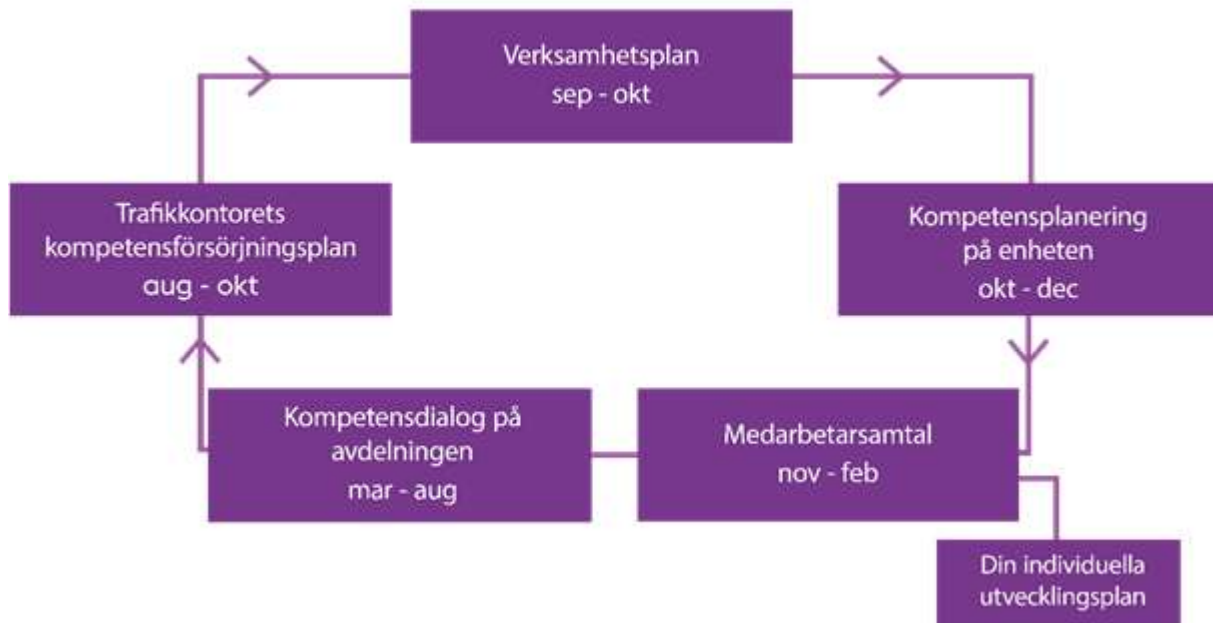 Verksamhetsplan
sep - okt
Trafikkontorets
kompetensförsörjningsplan
aug - okt
Kompetensplanering
på enheten
okt - dec
Kompetensdialog på
avdelningen
mar - aug
Medarbetarsamtal
nov - feb
Din individuella
utvecklingsplan